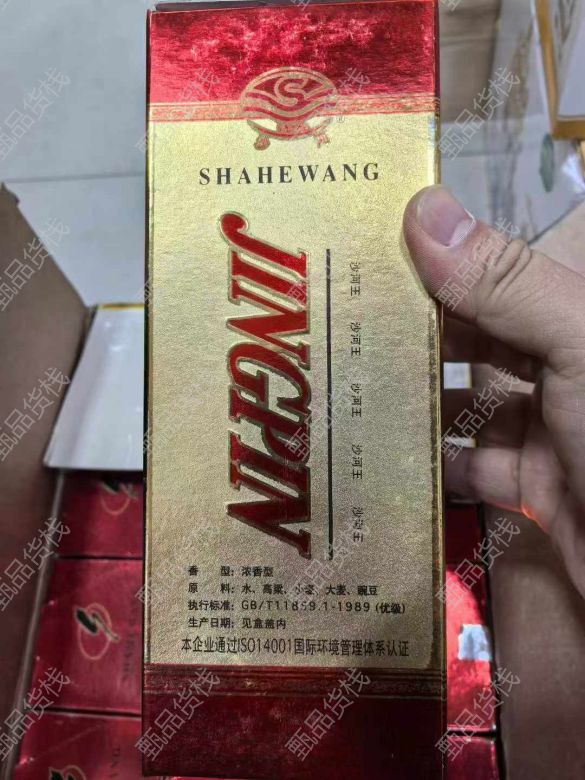 SHAHEWANG
JINGPIN
沙河王 沙河王 沙河王 沙河王 沙河王
香 型：浓香型
原 料：水、高粱、小麦、大麦、豌豆
执行标准：GB/T11859.1-1989 (优级)
生产日期：见盒盖内
本企业通过ISO14001国际环境管理体系认证
甄品货栈